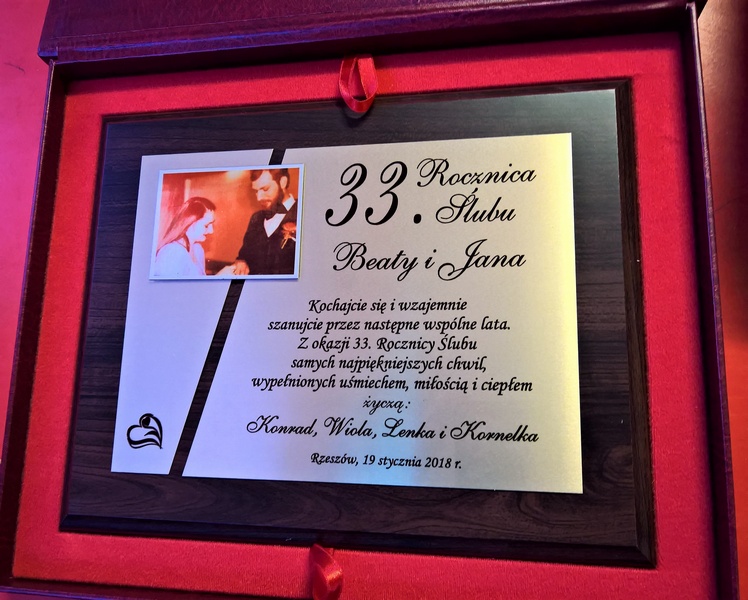 33. Rocznica
Ślubu
Beaty i Jana
Kochajcie się i wzajemnie
szanujcie przez następne wspólne lata.
Z okazji 33. Rocznicy Ślubu
samych najpiękniejszych chwil,
wypełnionych uśmiechem, miłością i ciepłem
życzą:
Konrad, Wiola, Lenka i Kornelka
Rzeszów, 19 stycznia 2018 r.